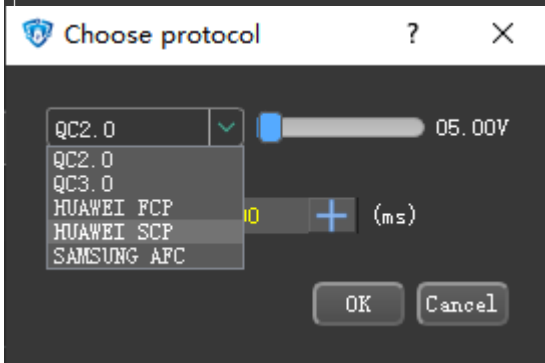 Choose protocol ?
QC2.0 05.00V
QC2.0
QC3.0
HUAWEI FCP
HUAWEI SCP
SAMSUNG AFC
(ms)
OK Cancel